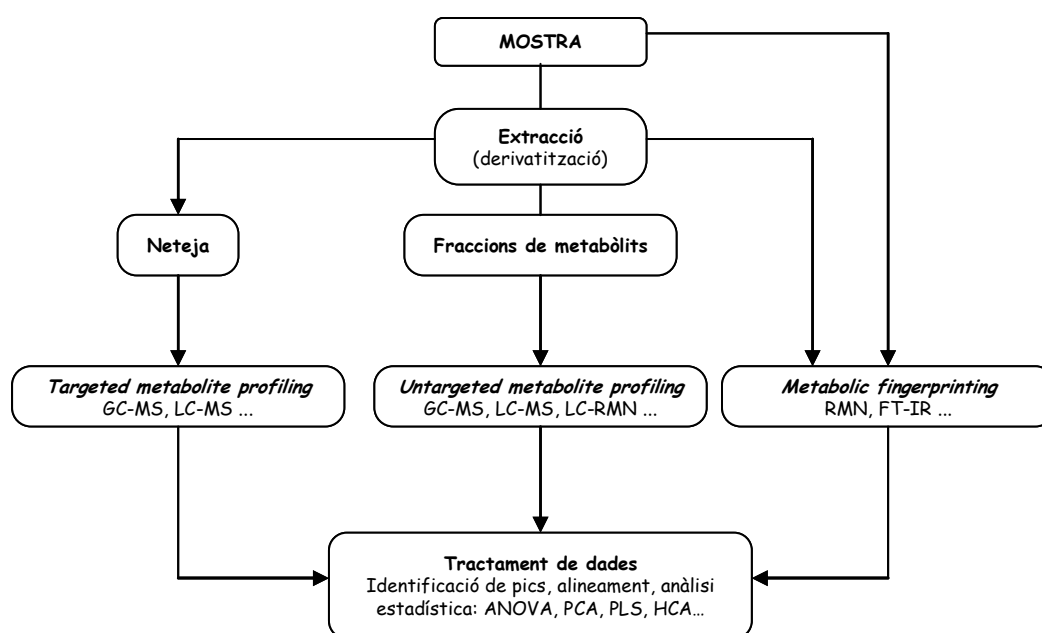 MOSTRA
Extracció
(derivatització)
Neteja
Fraccions de metabòlits
Targeted metabolite profiling
GC-MS, LC-MS ...
Untargeted metabolite profiling
GC-MS, LC-MS, LC-RMN ...
Metabolic fingerprinting
RMN, FT-IR ...
Tractament de dades
Identificació de pics, alineament, anàlisi
estadística: ANOVA, PCA, PLS, HCA...